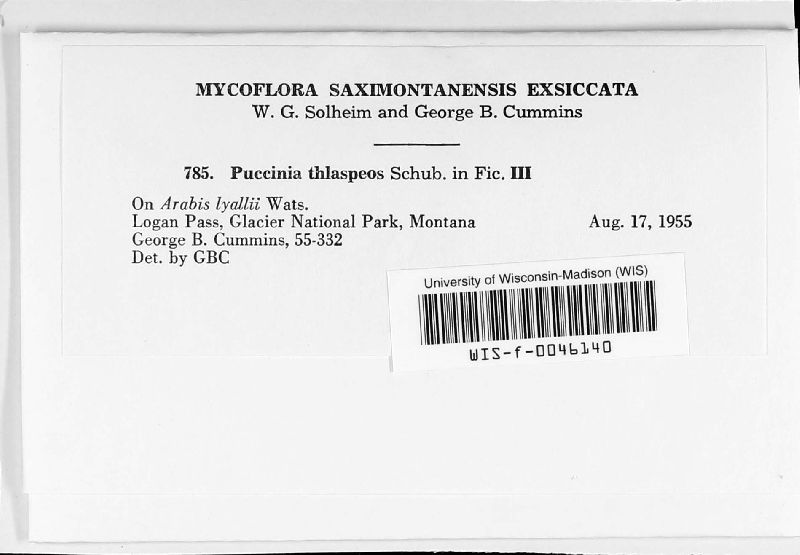 MYCOFLORA SAXIMONTANENSIS EXSICCATA
W. G. Solheim and George B. Cummins
785. Puccinia thlaspeos Schub. in Fic. III
On Arabis lyallii Wats.
Logan Pass, Glacier National Park, Montana Aug. 17, 1955
George B. Cummins, 55-332
Det. by GBC
University of Wisconsin-Madison (WIS)
WIS-f-0046140